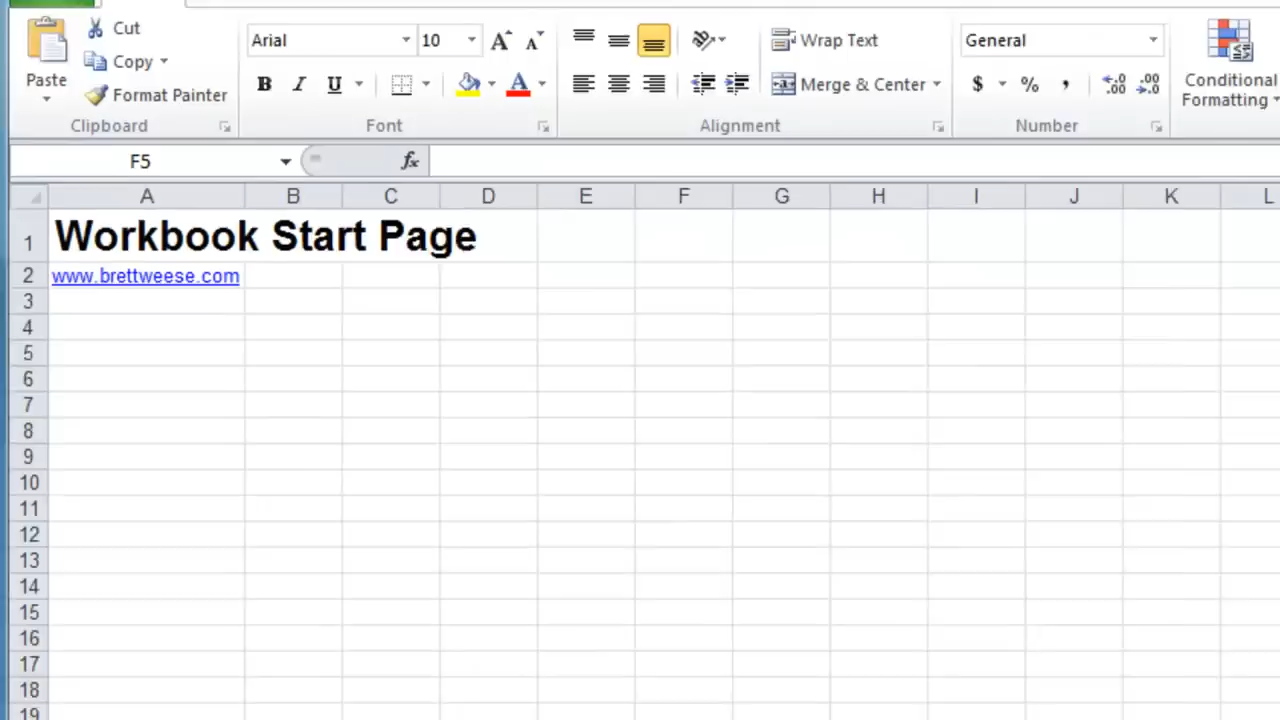 Cut
Arial 10
Wrap Text
General
Copy
Paste
B I U
Merge & Center
$ % ,
Conditional
Formatting
Format Painter
Clipboard Font Alignment Number
F5 fx
A B C D E F G H I J K L
1 Workbook Start Page
2 www.brettweese.com
3
4
5
6
7
8
9
10
11
12
13
14
15
16
17
18
19